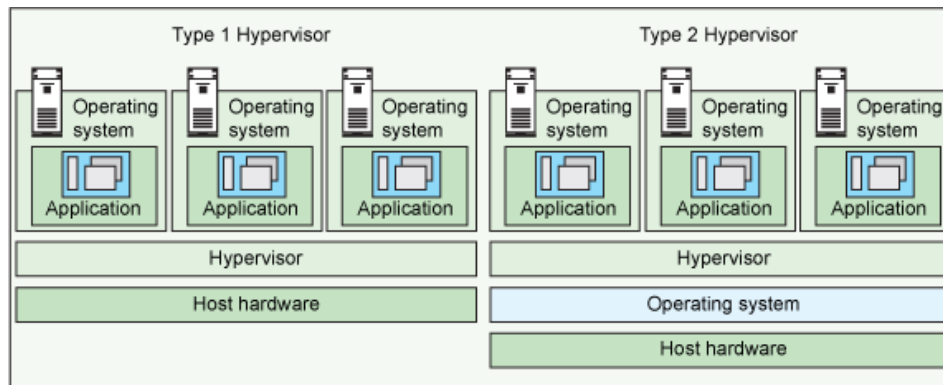 Type 1 Hypervisor
Operating
system
Application
Operating
system
Application
Operating
system
Application
Hypervisor
Host hardware
Type 2 Hypervisor
Operating
system
Application
Operating
system
Application
Operating
system
Application
Hypervisor
Operating system
Host hardware